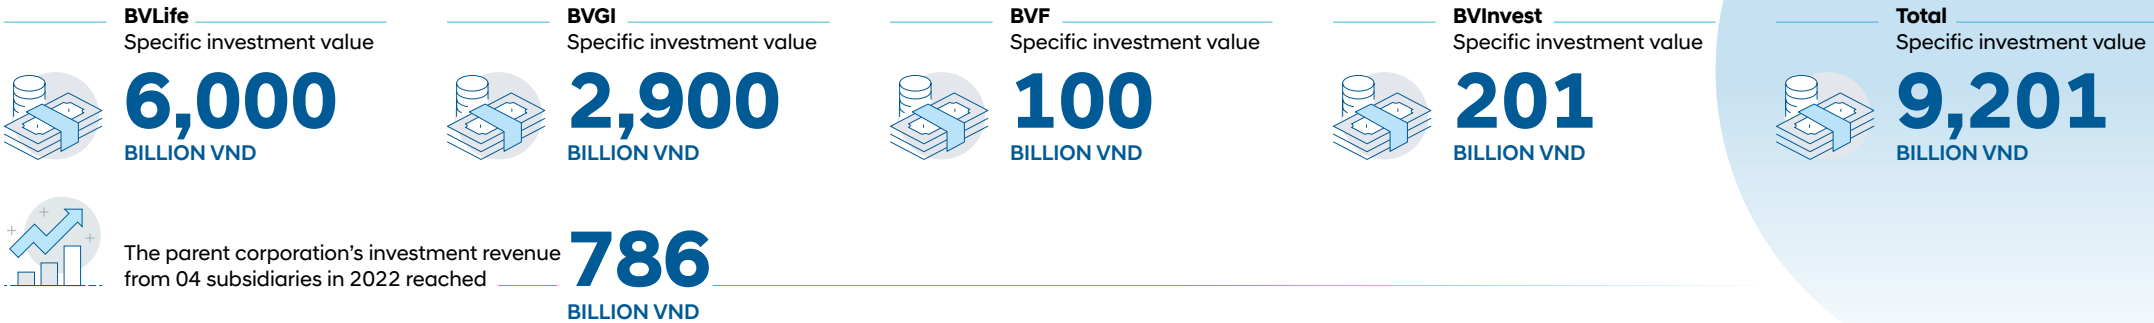 BVLife
Specific investment value
6,000
BILLION VND
BVGI
Specific investment value
2,900
BILLION VND
BVF
Specific investment value
100
BILLION VND
BVInvest
Specific investment value
201
BILLION VND
Total
Specific investment value
9,201
BILLION VND
The parent corporation’s investment revenue
from 04 subsidiaries in 2022 reached
786
BILLION VND